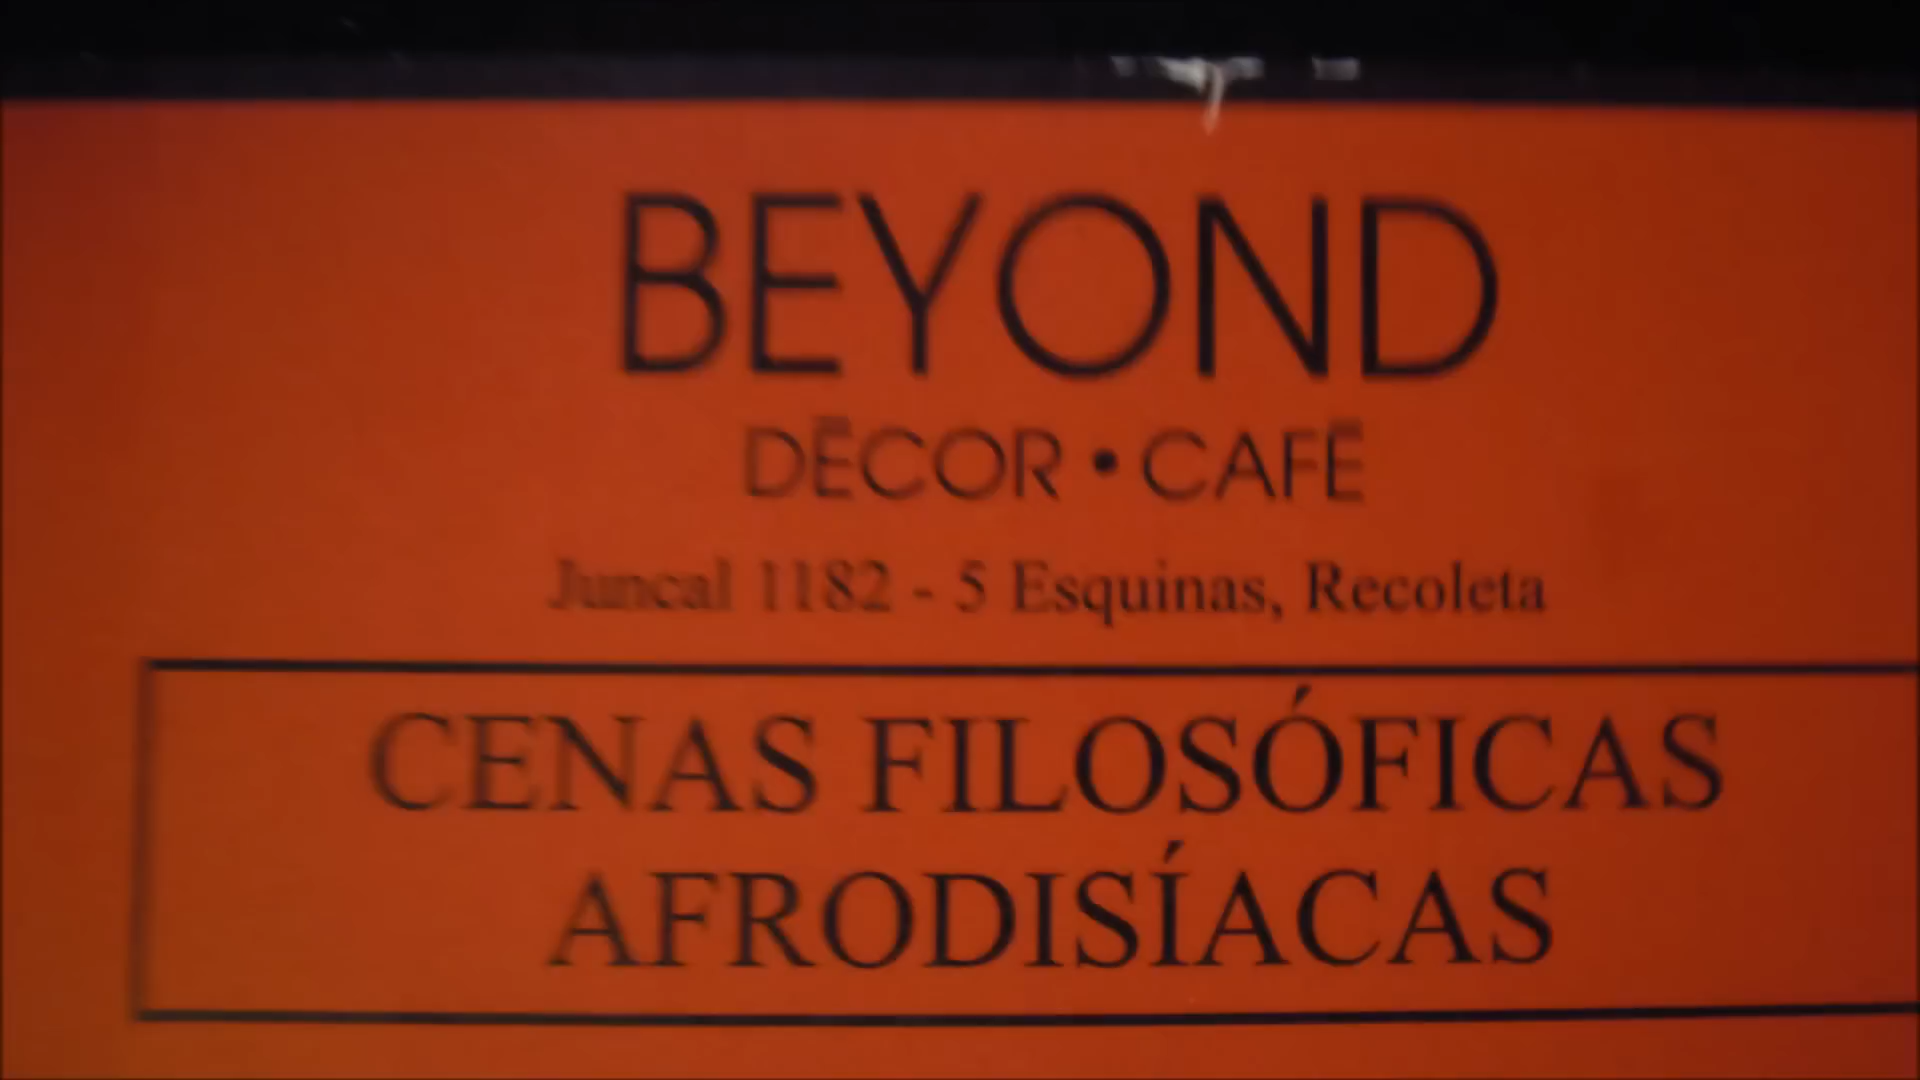 BEYOND
DÉCOR • CAFÉ
Juncal 1182 - 5 Esquinas, Recoleta
CENAS FILOSÓFICAS
AFRODISÍACAS